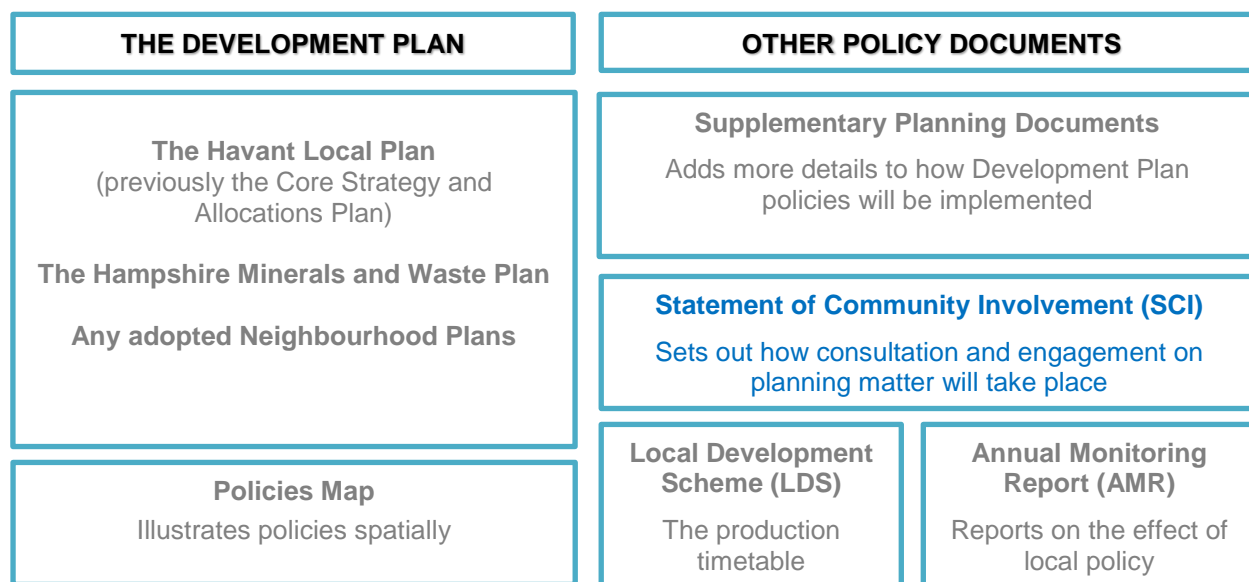 THE DEVELOPMENT PLAN
The Havant Local Plan
(previously the Core Strategy and
Allocations Plan)
The Hampshire Minerals and Waste Plan
Any adopted Neighbourhood Plans
Policies Map
Illustrates policies spatially
OTHER POLICY DOCUMENTS
Supplementary Planning Documents
Adds more details to how Development Plan
policies will be implemented
Statement of Community Involvement (SCI)
Sets out how consultation and engagement on
planning matter will take place
Local Development
Scheme (LDS)
The production
timetable
Annual Monitoring
Report (AMR)
Reports on the effect of
local policy